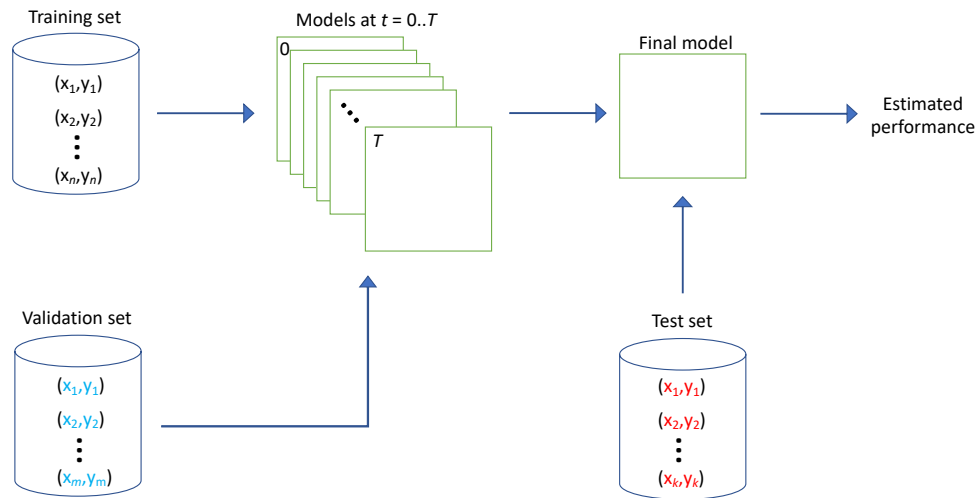 Training set
(x₁,y₁)
(x₂,y₂)
(xₙ,yₙ)
Models at t = 0..T
0
T
Final model
Estimated
performance
Validation set
(x₁,y₁)
(x₂,y₂)
(xₘ,yₘ)
Test set
(x₁,y₁)
(x₂,y₂)
(xₖ,yₖ)